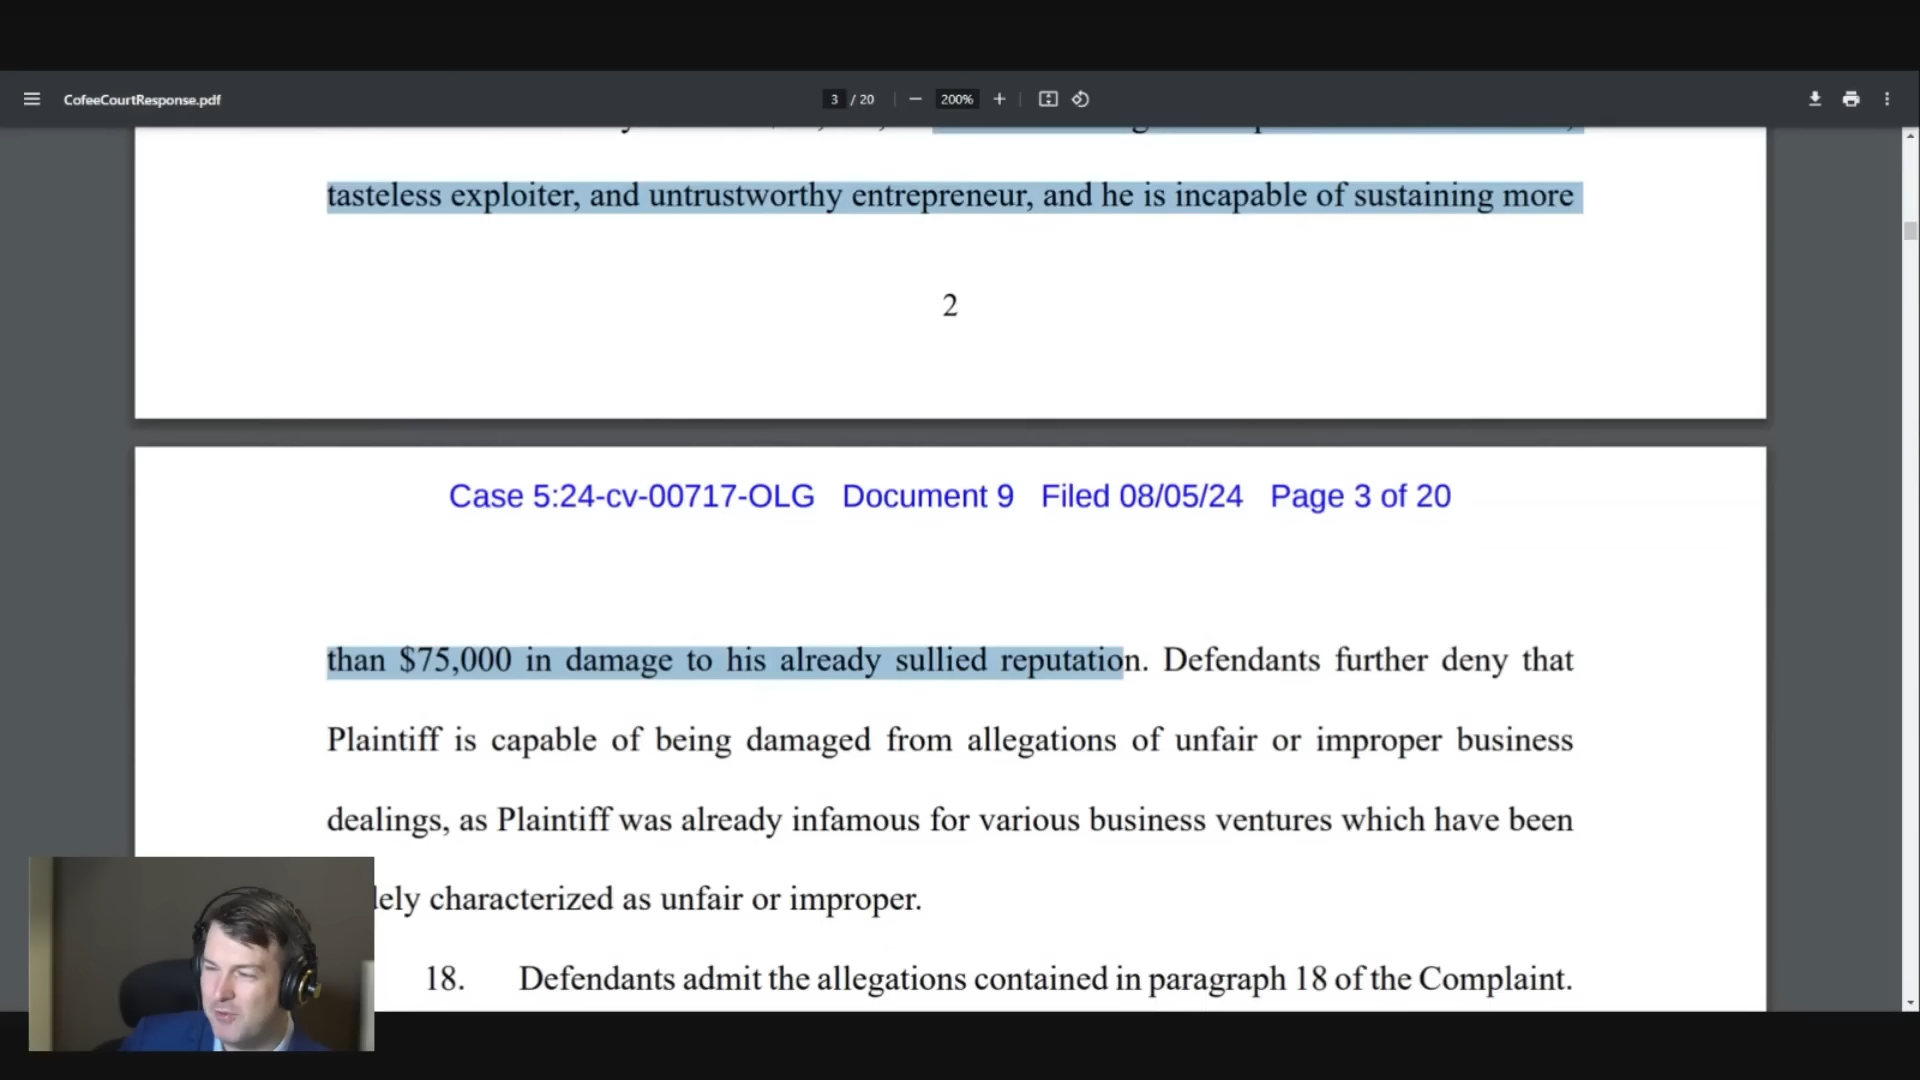 CofeeCourtResponse.pdf
3 / 20
200%
tasteless exploiter, and untrustworthy entrepreneur, and he is incapable of sustaining more
2
Case 5:24-cv-00717-OLG Document 9 Filed 08/05/24 Page 3 of 20
than $75,000 in damage to his already sullied reputation. Defendants further deny that
Plaintiff is capable of being damaged from allegations of unfair or improper business
dealings, as Plaintiff was already infamous for various business ventures which have been
characterized as unfair or improper.
18. Defendants admit the allegations contained in paragraph 18 of the Complaint.